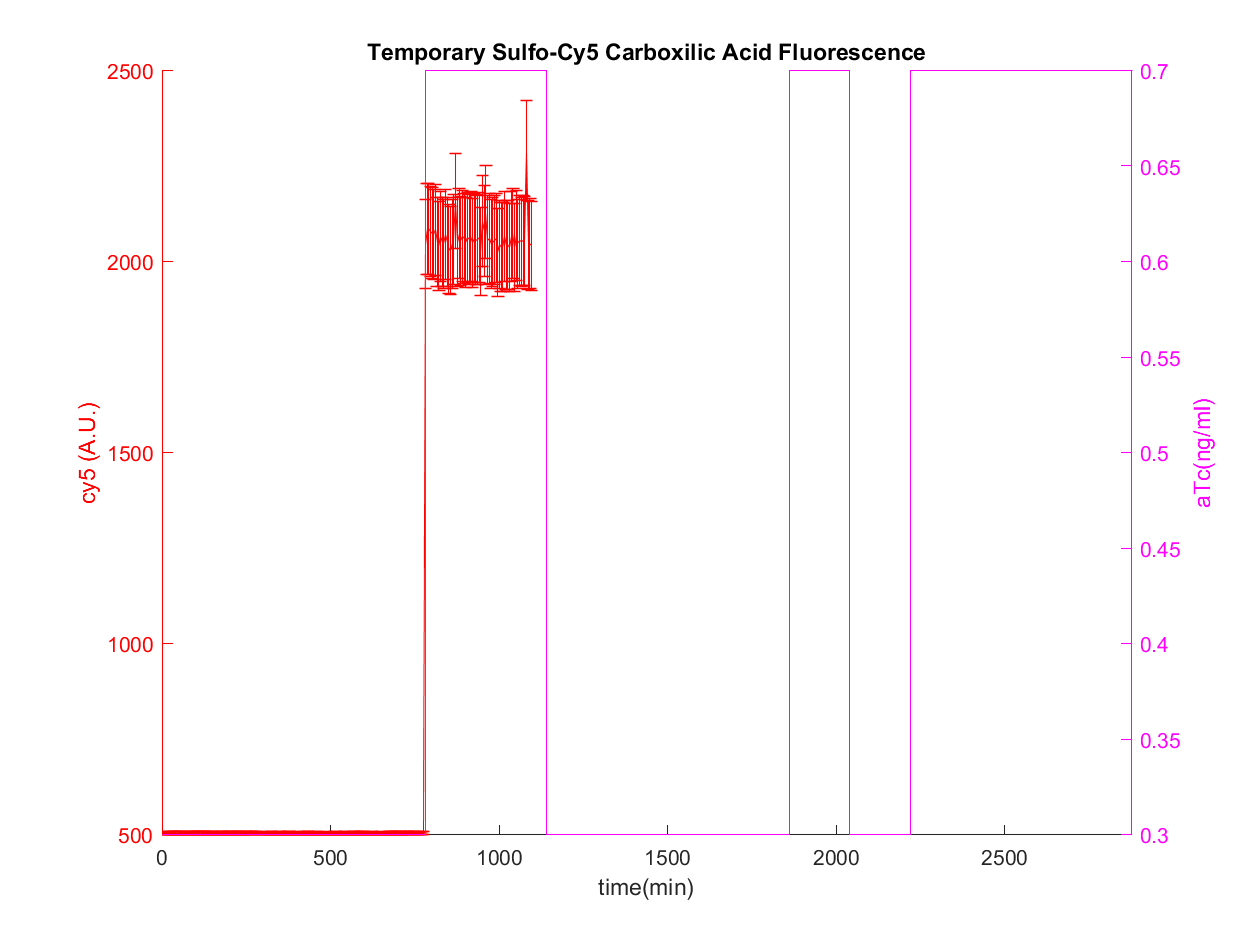 Temporary Sulfo-Cy5 Carboxilic Acid Fluorescence
2500
2000
1500
1000
500
cy5 (A.U.)
0.7
0.65
0.6
0.55
0.5
0.45
0.4
0.35
0.3
aTc(ng/ml)
0 500 1000 1500 2000 2500
time(min)